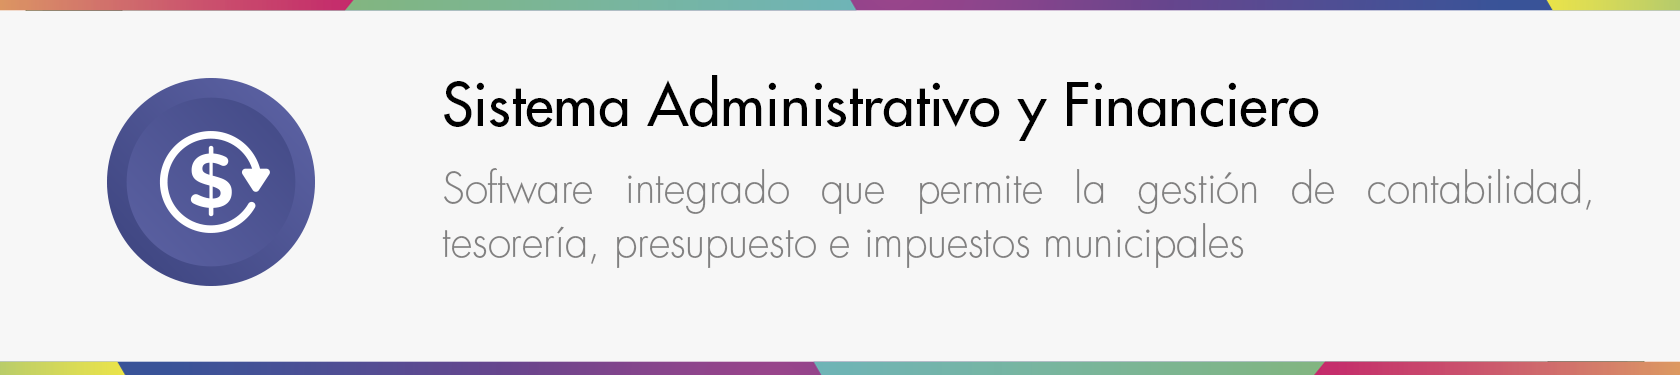 Sistema Administrativo y Financiero
Software integrado que permite la gestión de contabilidad,
tesorería, presupuesto e impuestos municipales